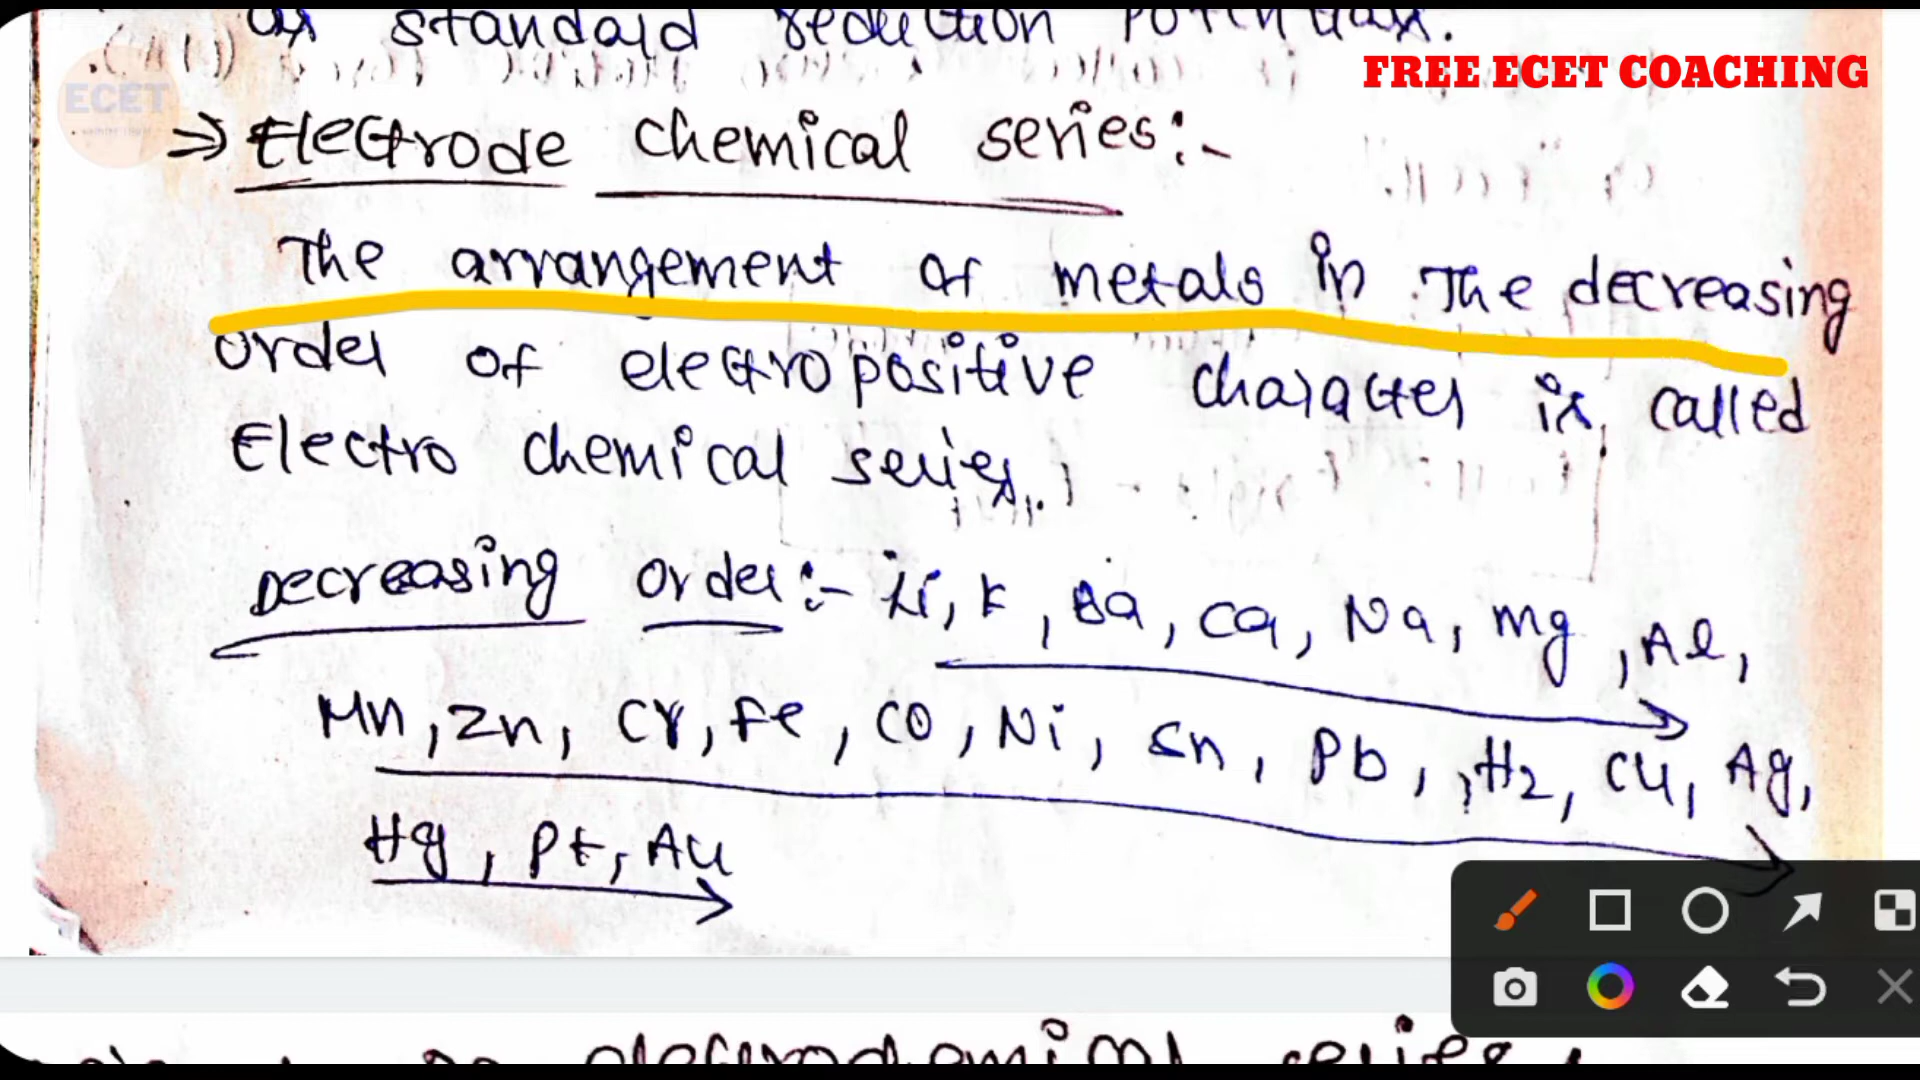 standard reduction
FREE ECET COACHING
ECET
⇒ Electrode chemical series:-
The arrangement of metals in The decreasing
order of electropositive character is called
Electro chemical series.
Decreasing order:- Li, K, Ba, Ca, Na, Mg, Al,
Mn, Zn, Cr, Fe, CO, Ni, Sn, Pb, H2, Cu, Ag,
Hg, Pt, Au
electrochemical series